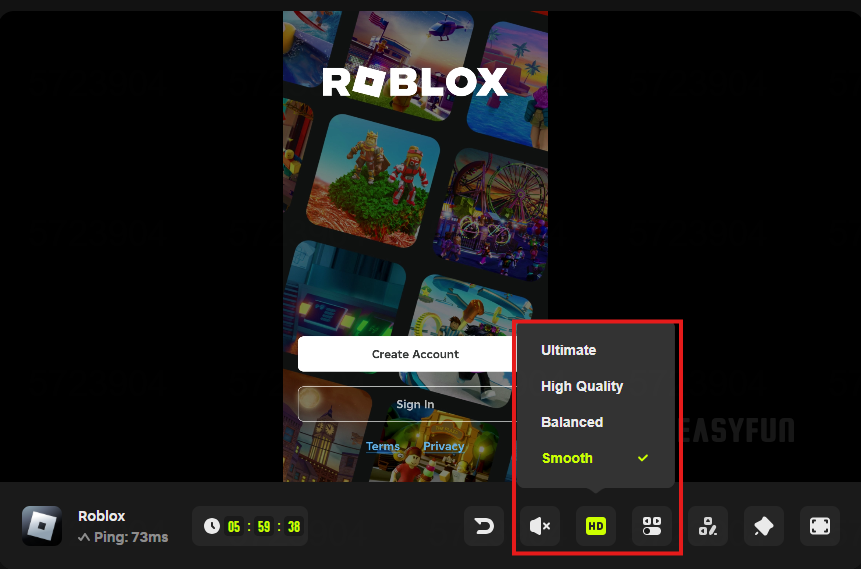 ROBLOX
Create Account
Sign In
Terms Privacy
Ultimate
High Quality
Balanced
Smooth
EASYFUN
Roblox
Ping: 73ms
05 : 59 : 38
HD